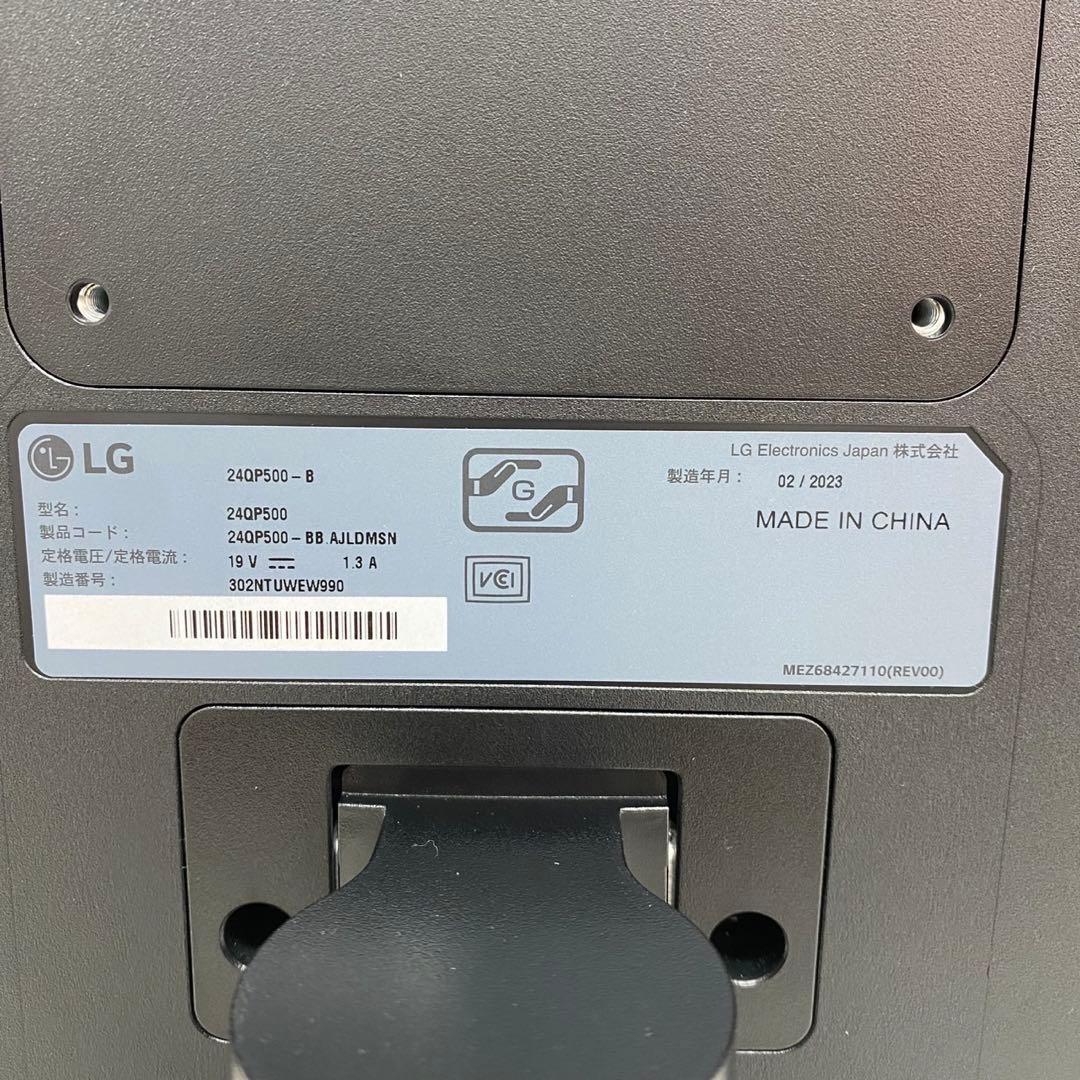 LG
24QP500-B
型名: 24QP500
製品コード: 24QP500-BB.AJLDMSN
定格電圧/定格電流: 19 V ⎓ 1.3 A
製造番号: 302NTUWEW990
G
VCI
LG Electronics Japan 株式会社
製造年月: 02 / 2023
MADE IN CHINA
MEZ68427110(REV00)